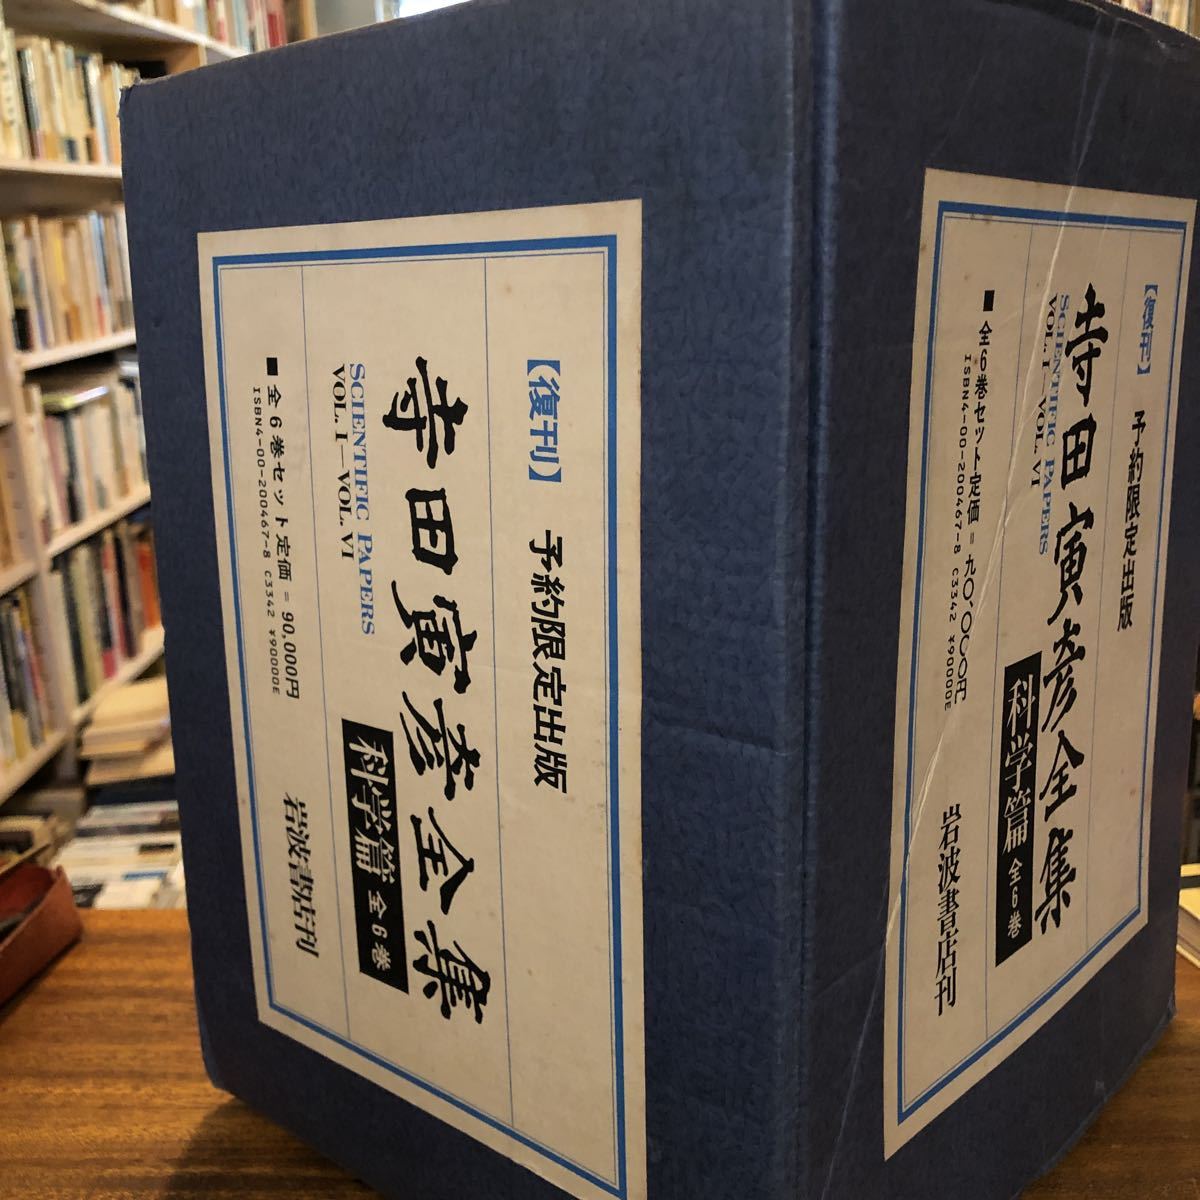 【復刊】 予約限定出版
寺田寅彦全集
科学篇 全6巻
SCIENTIFIC PAPERS
VOL. I—VOL. VI
■全6巻セット定価=90,000円
ISBN4-00-200467-8 C3342 ¥90000E
岩波書店刊
【復刊】 予約限定出版
寺田寅彦全集
科学篇 全6巻
SCIENTIFIC PAPERS
VOL. I—VOL. VI
■全6巻セット定価=九〇,〇〇〇円
ISBN4-00-200467-8 C3342 ¥90000E
岩波書店刊